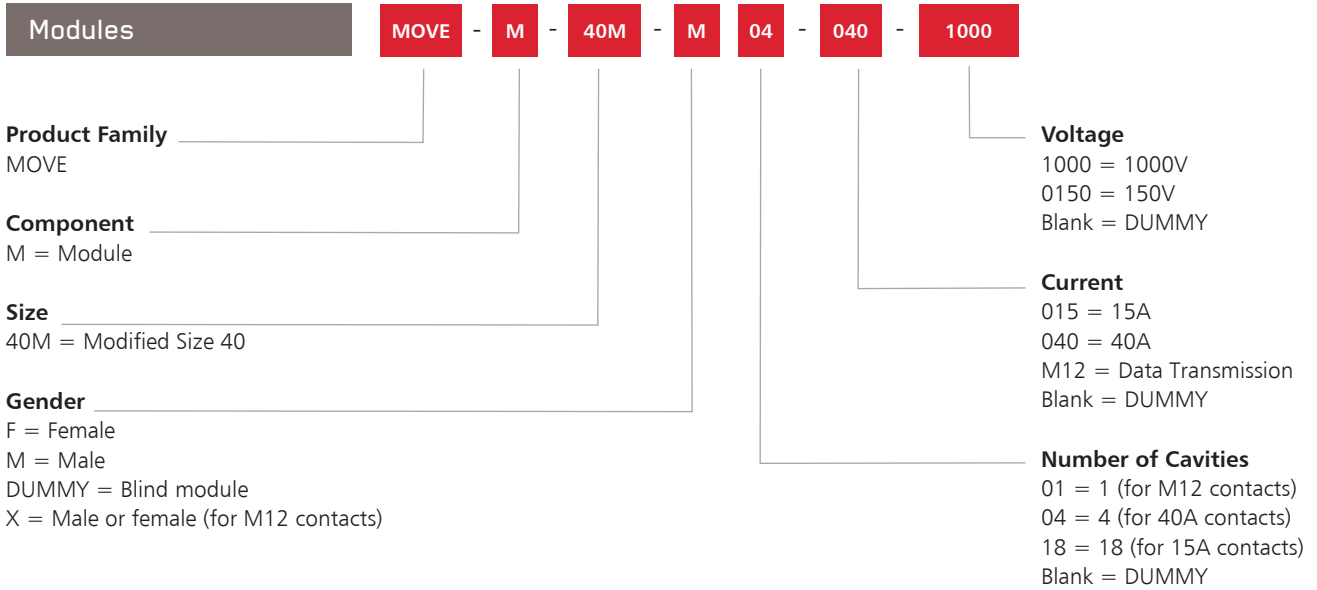 Modules
MOVE - M - 40M - M 04 - 040 - 1000
Product Family
MOVE
Component
M = Module
Size
40M = Modified Size 40
Gender
F = Female
M = Male
DUMMY = Blind module
X = Male or female (for M12 contacts)
Voltage
1000 = 1000V
0150 = 150V
Blank = DUMMY
Current
015 = 15A
040 = 40A
M12 = Data Transmission
Blank = DUMMY
Number of Cavities
01 = 1 (for M12 contacts)
04 = 4 (for 40A contacts)
18 = 18 (for 15A contacts)
Blank = DUMMY